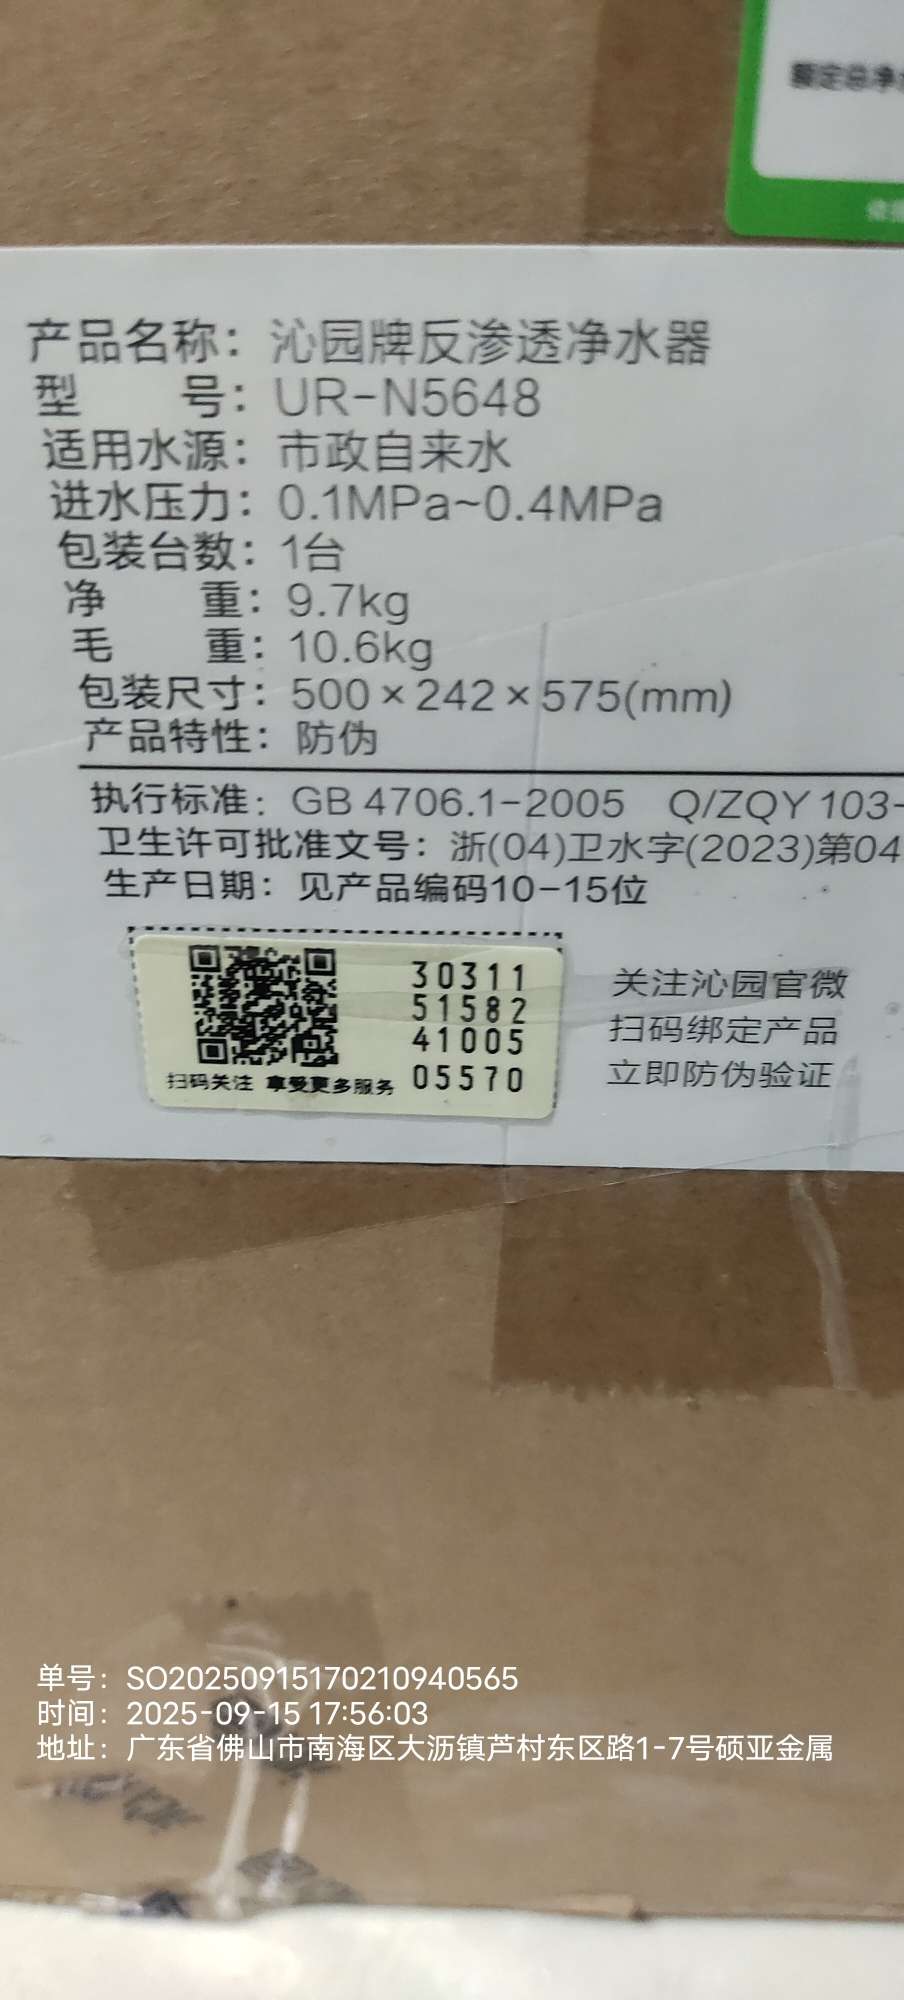 额定总净
产品名称：沁园牌反渗透净水器
型 号：UR-N5648
适用水源：市政自来水
进水压力：0.1MPa~0.4MPa
包装台数：1台
净 重：9.7kg
毛 重：10.6kg
包装尺寸：500×242×575(mm)
产品特性：防伪
执行标准：GB 4706.1-2005 Q/ZQY 103-
卫生许可批准文号：浙(04)卫水字(2023)第04
生产日期：见产品编码10-15位
30311
51582
41005
05570
扫码关注 享受更多服务
关注沁园官微
扫码绑定产品
立即防伪验证
单号：SO20250915170210940565
时间：2025-09-15 17:56:03
地址：广东省佛山市南海区大沥镇芦村东区路1-7号硕亚金属